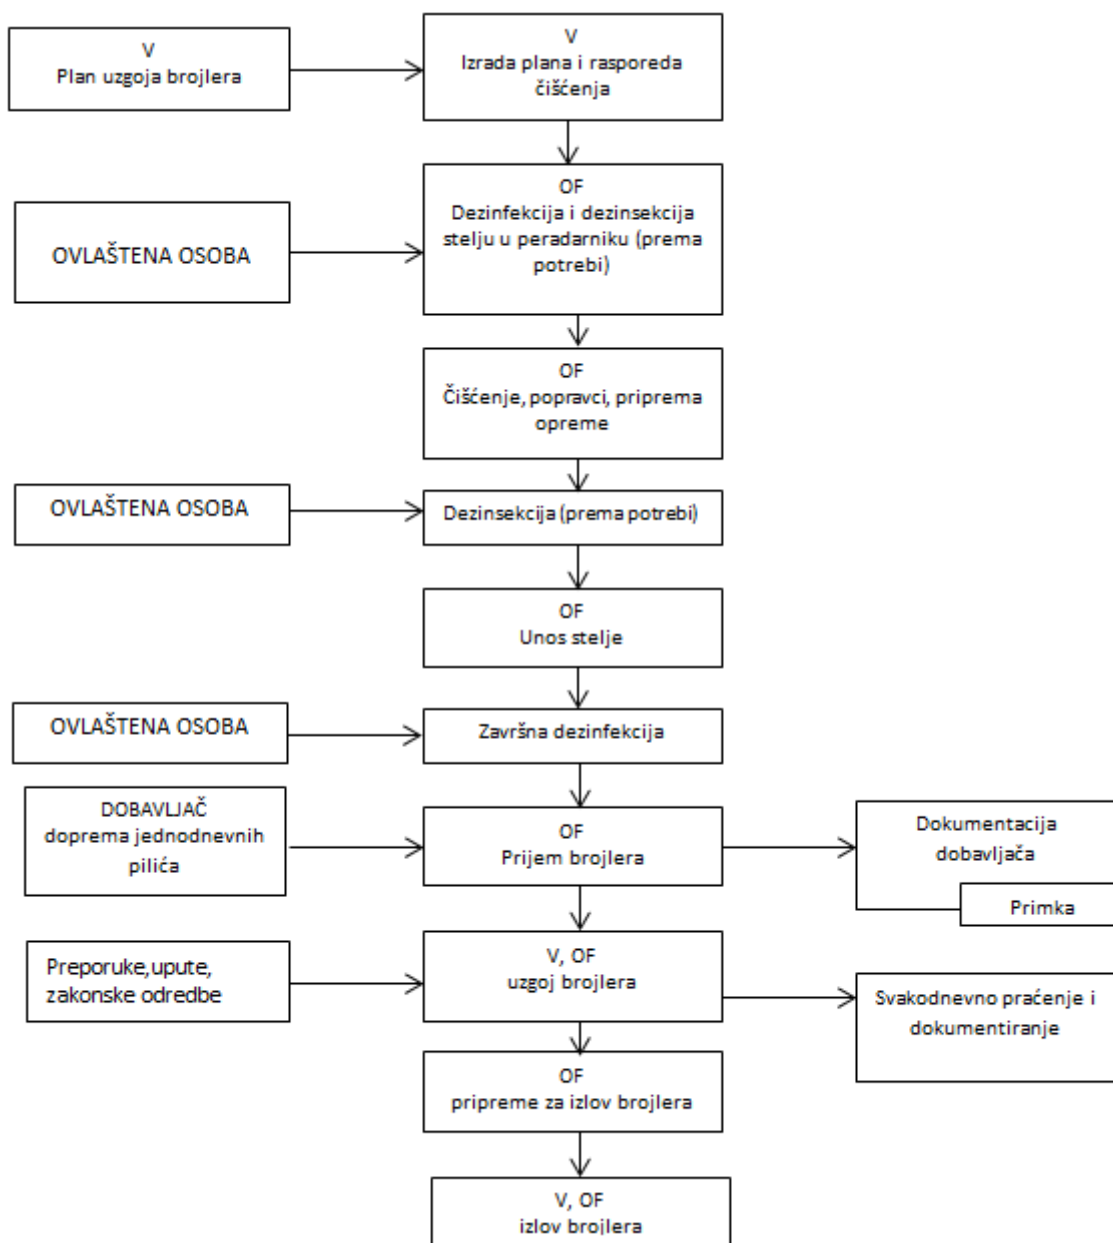 V
Plan uzgoja brojlera
V
Izrada plana i rasporeda
čišćenja
OVLAŠTENA OSOBA
OF
Dezinfekcija i dezinsekcija
stelju u peradarniku (prema
potrebi)
OF
Čišćenje, popravci, priprema
opreme
OVLAŠTENA OSOBA
Dezinsekcija (prema potrebi)
OF
Unos stelje
OVLAŠTENA OSOBA
Završna dezinfekcija
DOBAVLJAČ
doprema jednodnevnih
pilića
OF
Prijem brojlera
Dokumentacija
dobavljača
Primka
Preporuke, upute,
zakonske odredbe
V, OF
uzgoj brojlera
Svakodnevno praćenje i
dokumentiranje
OF
pripreme za izlov brojlera
V, OF
izlov brojlera